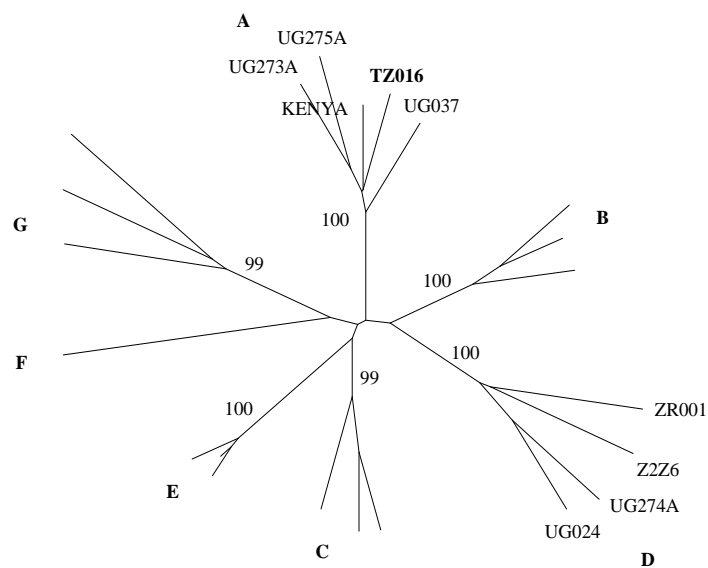 A
UG275A
UG273A
TZ016
KENYA
UG037
100
G
B
99
100
F
100
99
100
ZR001
E
Z2Z6
UG274A
UG024
C
D